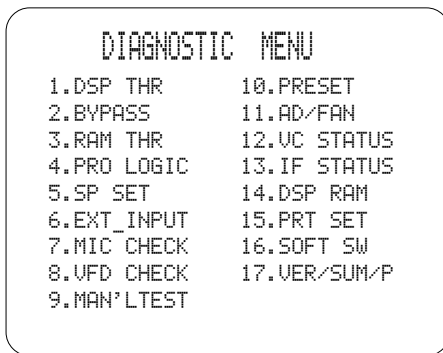 DIAGNOSTIC MENU
1.DSP THR
2.BYPASS
3.RAM THR
4.PRO LOGIC
5.SP SET
6.EXT_INPUT
7.MIC CHECK
8.VFD CHECK
9.MAN'LTEST
10.PRESET
11.AD/FAN
12.VC STATUS
13.IF STATUS
14.DSP RAM
15.PRT SET
16.SOFT SW
17.VER/SUM/P